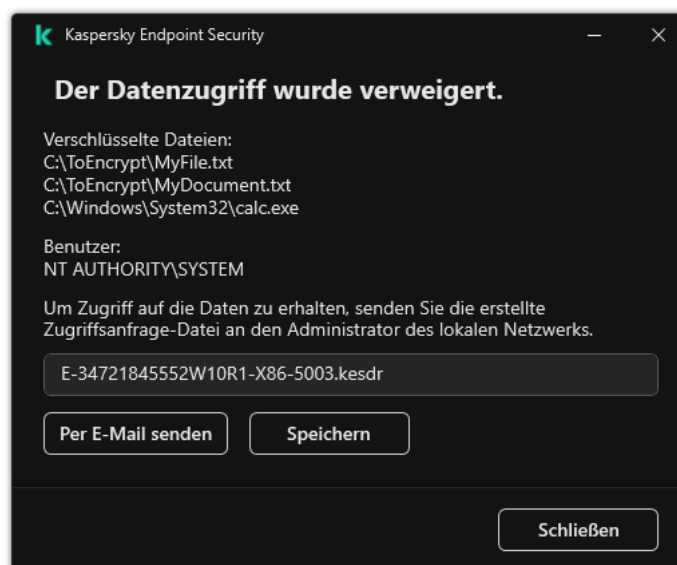 Kaspersky Endpoint Security
Der Datenzugriff wurde verweigert.
Verschlüsselte Dateien:
C:\ToEncrypt\MyFile.txt
C:\ToEncrypt\MyDocument.txt
C:\Windows\System32\calc.exe
Benutzer:
NT AUTHORITY\SYSTEM
Um Zugriff auf die Daten zu erhalten, senden Sie die erstellte
Zugriffsanfrage-Datei an den Administrator des lokalen Netzwerks.
E-34721845552W10R1-X86-5003.kesdr
Per E-Mail senden
Speichern
Schließen